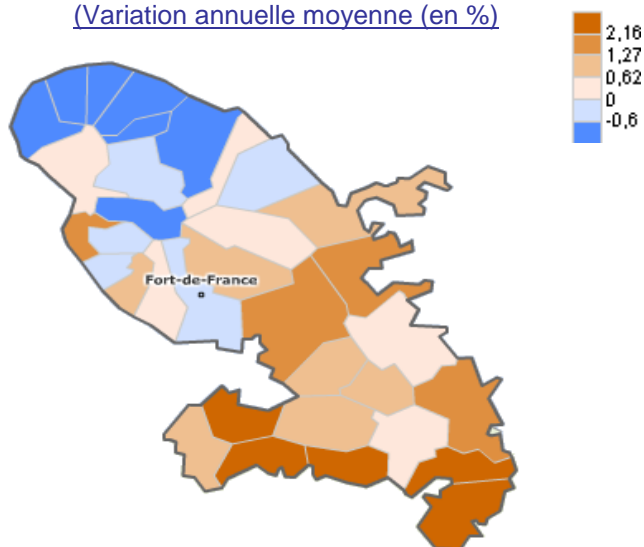 (Variation annuelle moyenne (en %)
2,16
1,27
0,62
0
-0,6
Fort-de-France